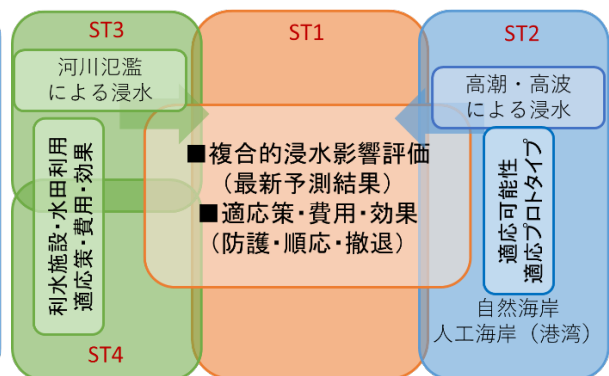 ST3
ST1
ST2
河川氾濫
による浸水
高潮・高波
による浸水
■複合的浸水影響評価
（最新予測結果）
■適応策・費用・効果
（防護・順応・撤退）
利水施設・水田利用
適応策・費用・効果
適応可能性
適応プロトタイプ
自然海岸
人工海岸（港湾）
ST4